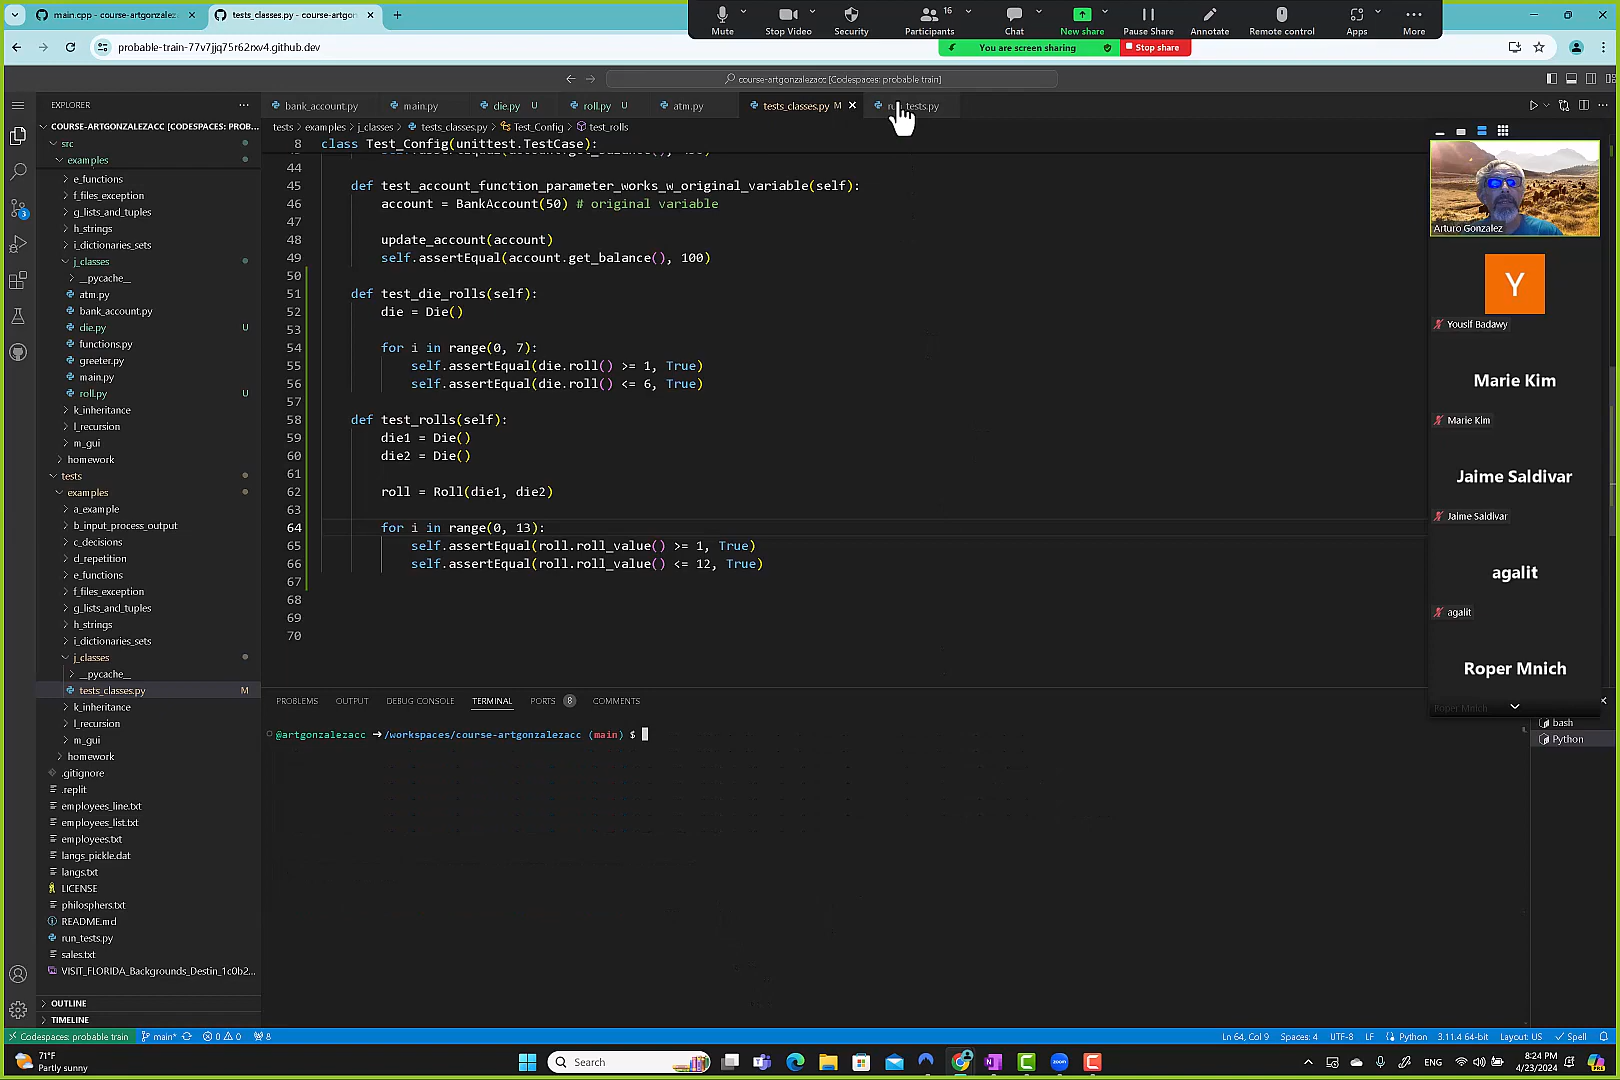 main.cpp - course-artgonzalez
tests_classes.py - course-artgon
Mute
Stop Video
Security
16
Participants
Chat
New share
Pause Share
Annotate
Remote control
Apps
More
You are screen sharing
Stop share
probable-train-77v7jjq75r62rxv4.github.dev
course-artgonzalezacc [Codespaces: probable train]
EXPLORER
bank_account.py
main.py
die.py U
roll.py U
atm.py
tests_classes.py M
COURSE-ARTGONZALEZACC [CODESPACES: PROB...
tests > examples > j_classes > tests_classes.py > Test_Config > test_rolls
src
examples
e_functions
f_files_exception
g_lists_and_tuples
h_strings
i_dictionaries_sets
j_classes
__pycache__
atm.py
bank_account.py
die.py U
functions.py
greeter.py
main.py
roll.py U
k_inheritance
l_recursion
m_gui
homework
tests
examples
a_example
b_input_process_output
c_decisions
d_repetition
e_functions
f_files_exception
g_lists_and_tuples
h_strings
i_dictionaries_sets
j_classes
__pycache__
tests_classes.py M
k_inheritance
l_recursion
m_gui
homework
.gitignore
.replit
employees_line.txt
employees_list.txt
employees.txt
langs_pickle.dat
langs.txt
LICENSE
philosphers.txt
README.md
run_tests.py
sales.txt
VISIT_FLORIDA_Backgrounds_Destin_1c0b2...
OUTLINE
TIMELINE
8 class Test_Config(unittest.TestCase):
44
45 def test_account_function_parameter_works_w_original_variable(self):
46 account = BankAccount(50) # original variable
47
48 update_account(account)
49 self.assertEqual(account.get_balance(), 100)
50
51 def test_die_rolls(self):
52 die = Die()
53
54 for i in range(0, 7):
55 self.assertEqual(die.roll() >= 1, True)
56 self.assertEqual(die.roll() <= 6, True)
57
58 def test_rolls(self):
59 die1 = Die()
60 die2 = Die()
61
62 roll = Roll(die1, die2)
63
64 for i in range(0, 13):
65 self.assertEqual(roll.roll_value() >= 1, True)
66 self.assertEqual(roll.roll_value() <= 12, True)
67
68
69
70
PROBLEMS OUTPUT DEBUG CONSOLE TERMINAL PORTS 8 COMMENTS
@artgonzalezacc ➜/workspaces/course-artgonzalezacc (main) $
bash
Python
Arturo Gonzalez
Y
Yousif Badawy
Marie Kim
Marie Kim
Jaime Saldivar
Jaime Saldivar
agalit
agalit
Roper Mnich
Roper Mnich
3
Codespaces: probable train
main*
0 0
8
Ln 64, Col 9
Spaces: 4
UTF-8
LF
Python
3.11.4 64-bit
Layout: US
Spell
71°F
Partly sunny
Search
ENG
8:24 PM
4/23/2024